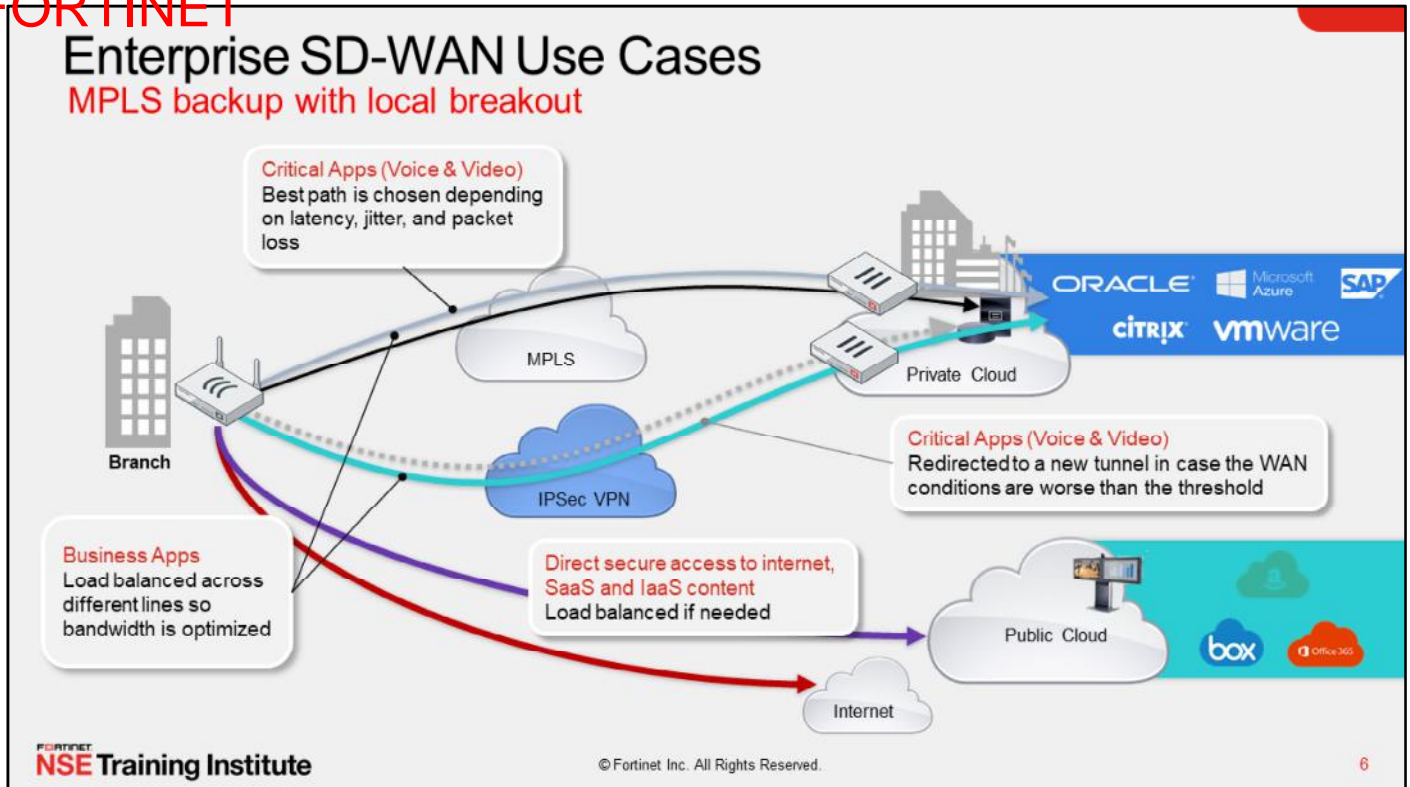 FORTINET
Enterprise SD-WAN Use Cases
MPLS backup with local breakout
Critical Apps (Voice & Video)
Best path is chosen depending
on latency, jitter, and packet
loss
ORACLE
Microsoft
Azure
SAP
CİTRIX
vmware
MPLS
Private Cloud
Branch
IPSec VPN
Critical Apps (Voice & Video)
Redirected to a new tunnel in case the WAN
conditions are worse than the threshold
Business Apps
Load balanced across
different lines so
bandwidth is optimized
Direct secure access to internet,
SaaS and IaaS content
Load balanced if needed
Public Cloud
a
box
Office 365
Internet
FORTINET
NSE Training Institute
© Fortinet Inc. All Rights Reserved.
6